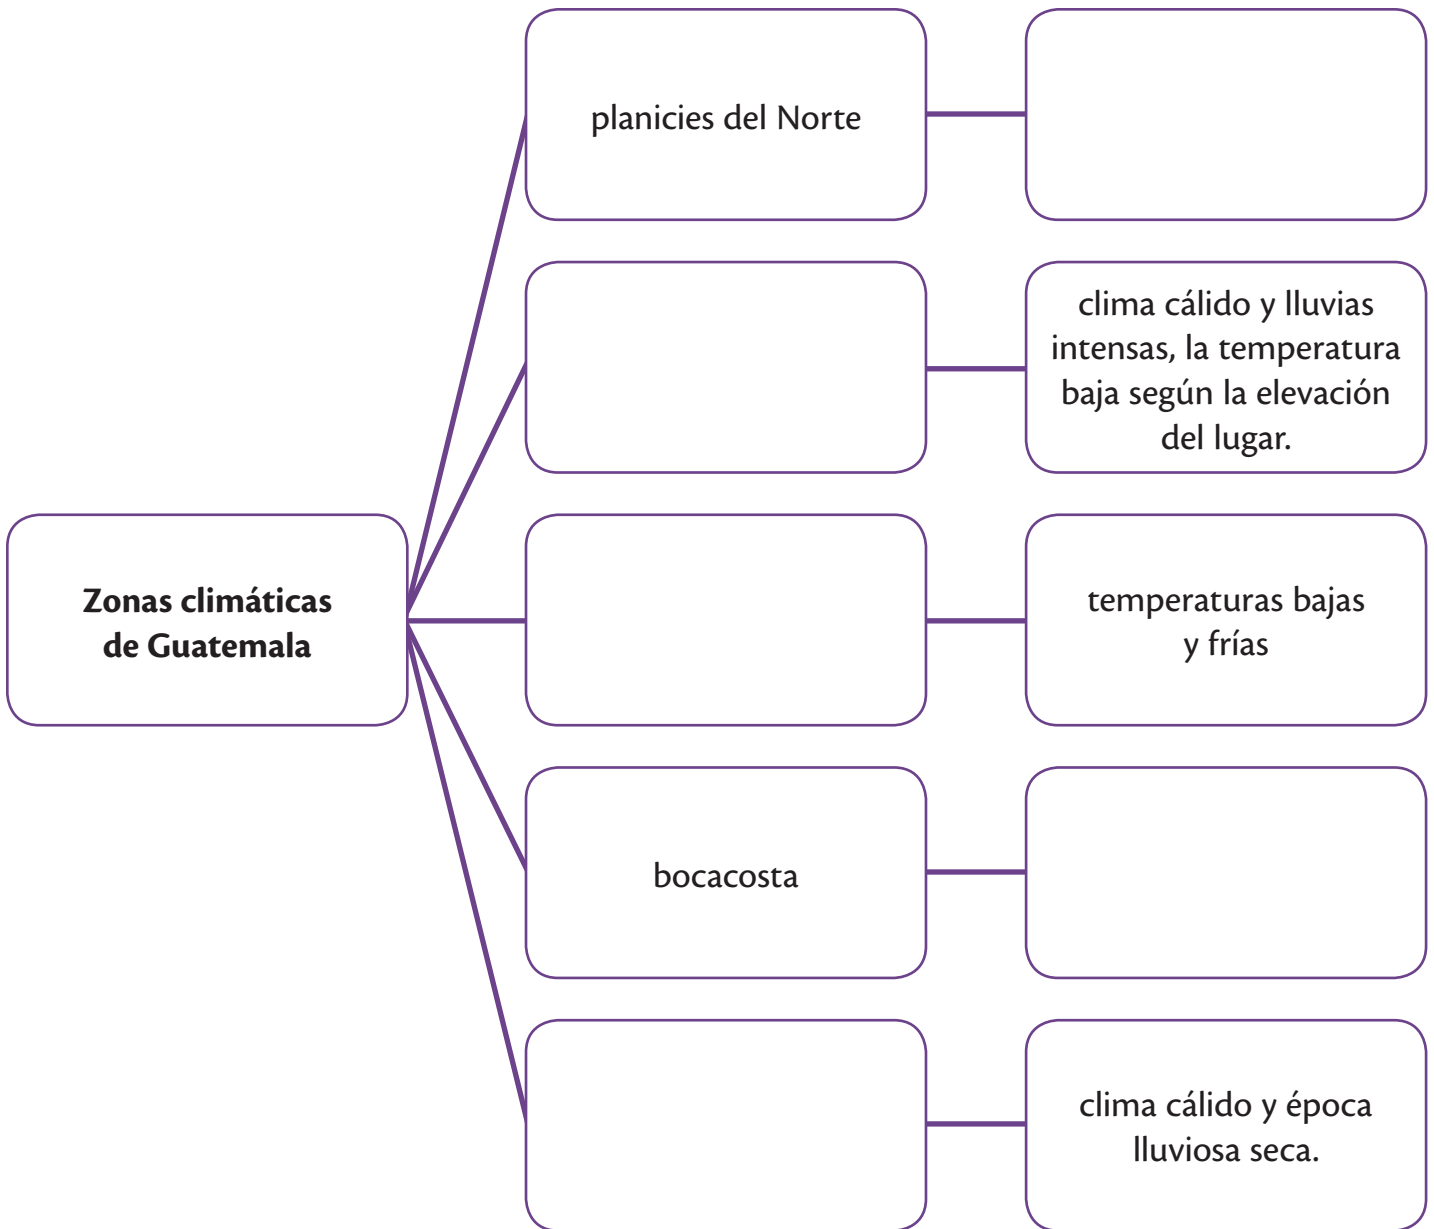 planicies del Norte
clima cálido y lluvias
intensas, la temperatura
baja según la elevación
del lugar.
Zonas climáticas
de Guatemala
temperaturas bajas
y frías
bocacosta
clima cálido y época
lluviosa seca.